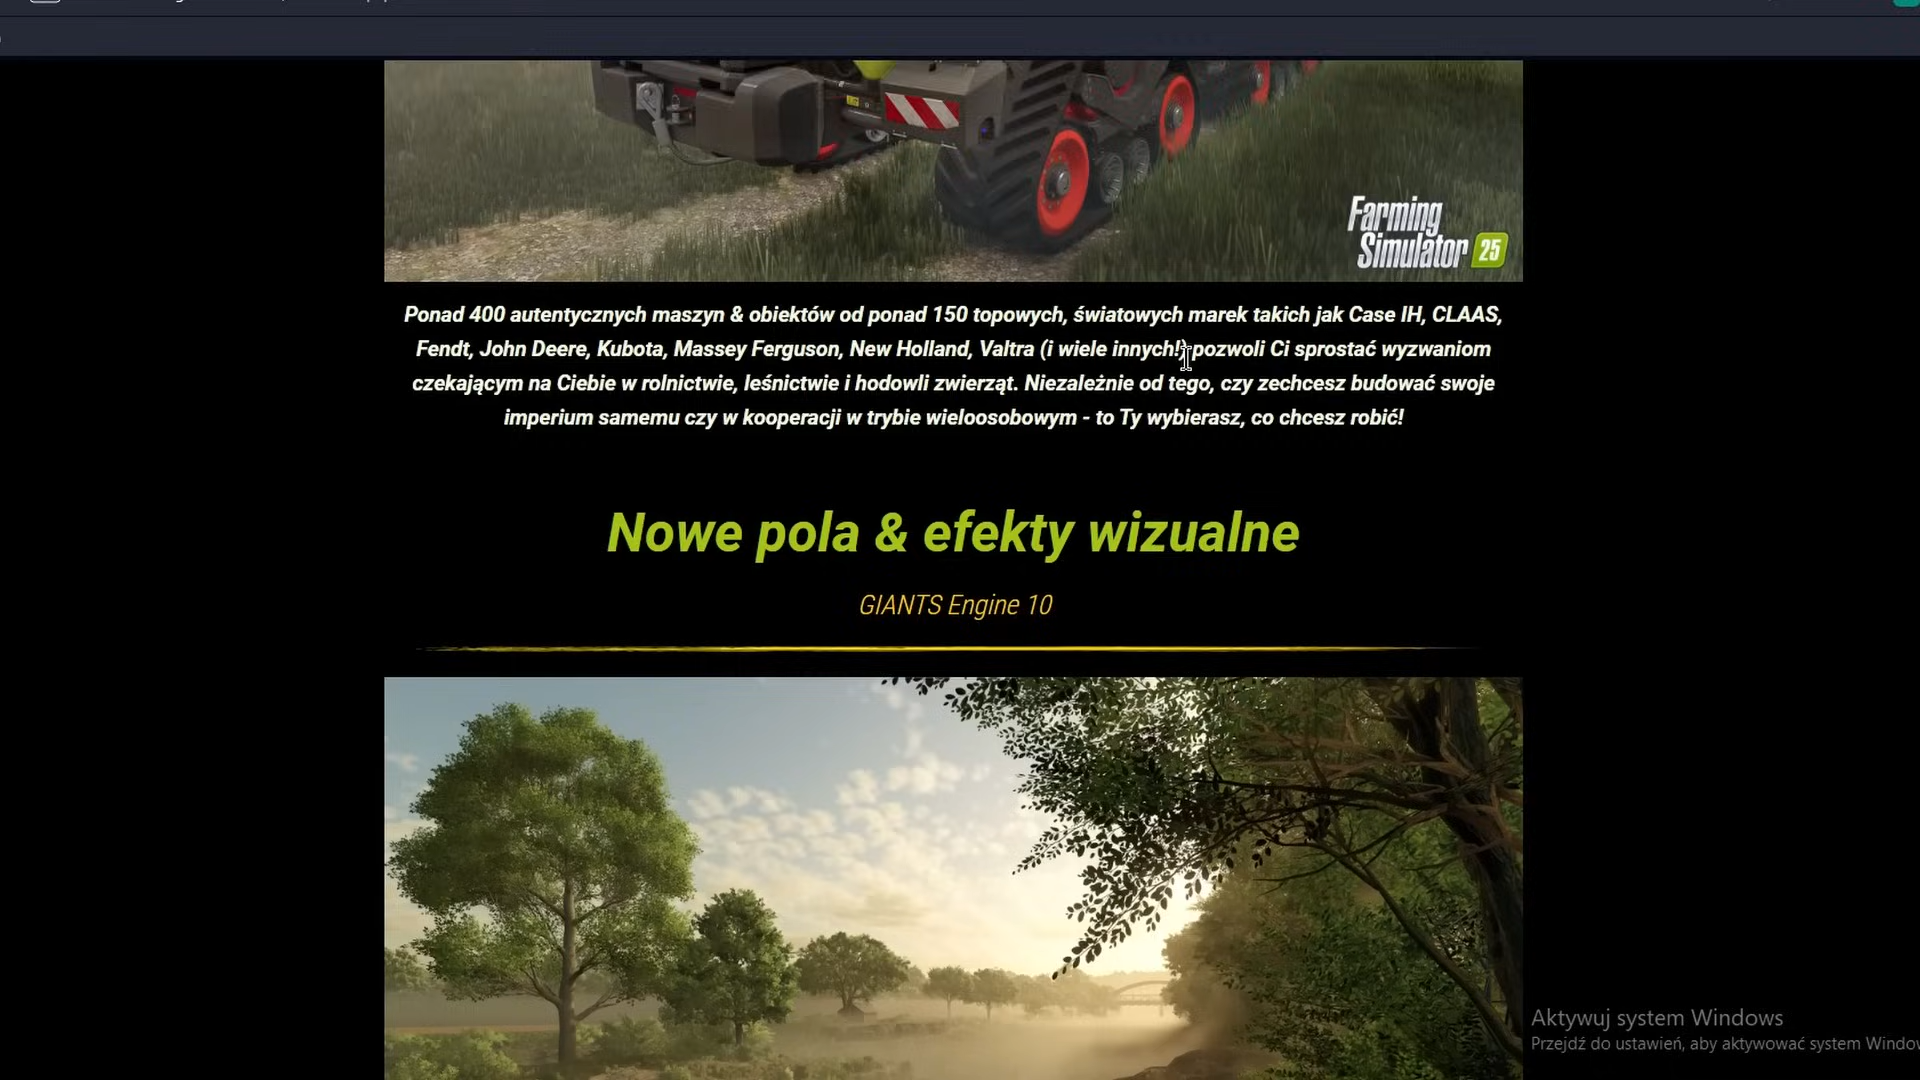 Farming
Simulator 25
Ponad 400 autentycznych maszyn & obiektów od ponad 150 topowych, światowych marek takich jak Case IH, CLAAS,
Fendt, John Deere, Kubota, Massey Ferguson, New Holland, Valtra (i wiele innych!) pozwoli Ci sprostać wyzwaniom
czekającym na Ciebie w rolnictwie, leśnictwie i hodowli zwierząt. Niezależnie od tego, czy zechcesz budować swoje
imperium samemu czy w kooperacji w trybie wieloosobowym - to Ty wybierasz, co chcesz robić!
Nowe pola & efekty wizualne
GIANTS Engine 10
Aktywuj system Windows
Przejdź do ustawień, aby aktywować system Window